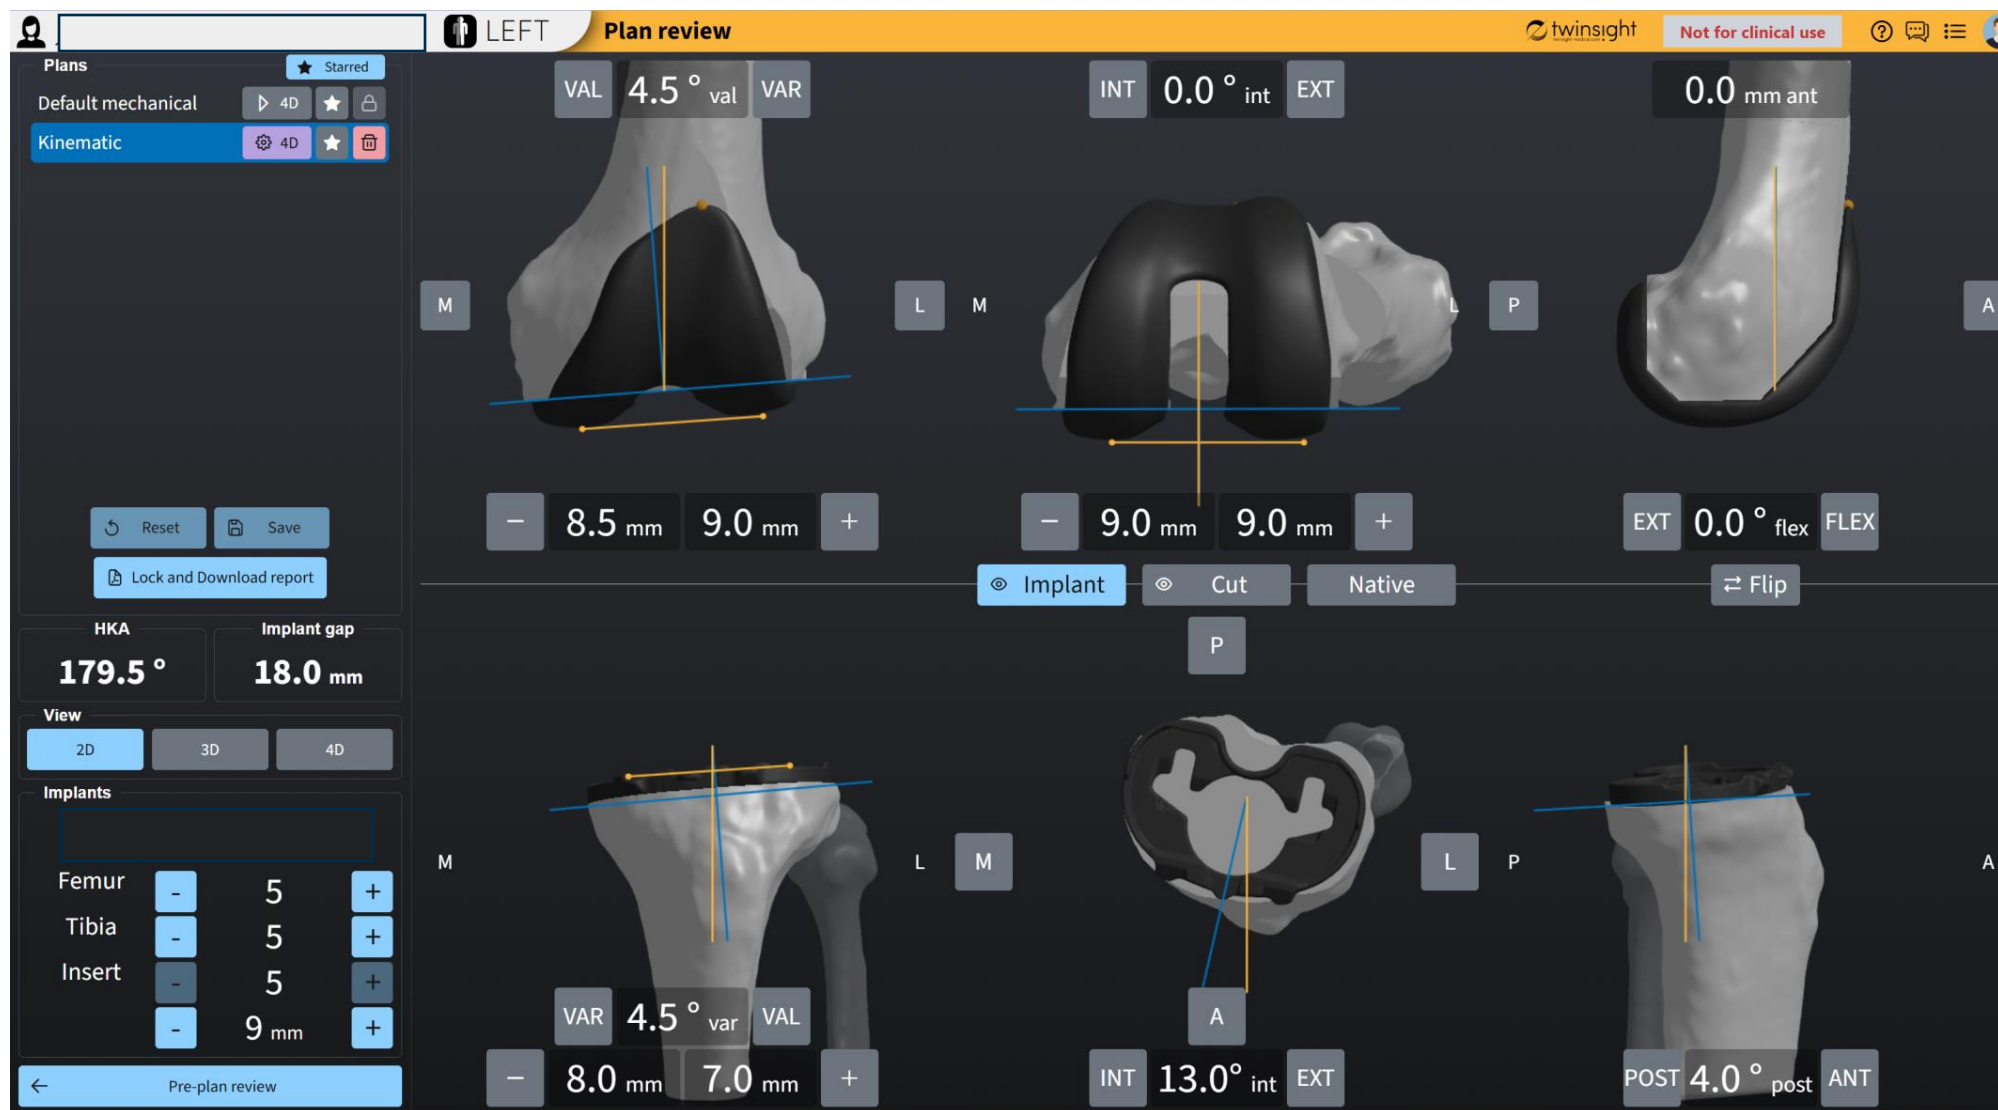 LEFT
Plan review
twinsight
Not for clinical use
Plans
Starred
Default mechanical
4D
Kinematic
4D
Reset
Save
Lock and Download report
HKA
179.5 °
Implant gap
18.0 mm
View
2D
3D
4D
Implants
Femur
-
5
+
Tibia
-
5
+
Insert
-
5
+
-
9 mm
+
← Pre-plan review
VAL
4.5 ° val
VAR
M
L
−
8.5 mm
9.0 mm
+
INT
0.0 ° int
EXT
M
L
−
9.0 mm
9.0 mm
+
0.0 mm ant
P
A
EXT
0.0 ° flex
FLEX
Implant
Cut
Native
⇄ Flip
M
L
VAR
4.5 ° var
VAL
−
8.0 mm
7.0 mm
+
P
M
L
A
INT
13.0° int
EXT
P
A
POST
4.0 ° post
ANT